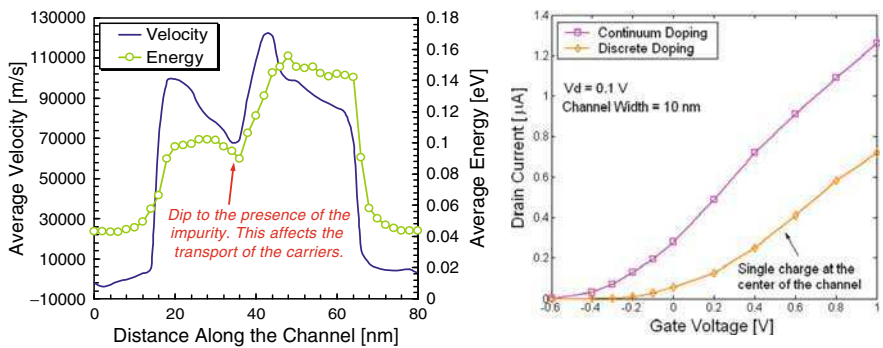 130000
110000
90000
70000
50000
30000
10000
−10000
Average Velocity [m/s]
Velocity
Energy
Dip to the presence of the
impurity. This affects the
transport of the carriers.
0.18
0.16
0.14
0.12
0.1
0.08
0.06
0.04
0.02
0
Average Energy [eV]
0 20 40 60 80
Distance Along the Channel [nm]
1.4
1.2
1
0.8
0.6
0.4
0.2
0
Drain Current [μA]
Continuum Doping
Discrete Doping
Vd = 0.1 V
Channel Width = 10 nm
Single charge at the
center of the channel
-0.6 -0.4 -0.2 0 0.2 0.4 0.6 0.8 1
Gate Voltage [V]